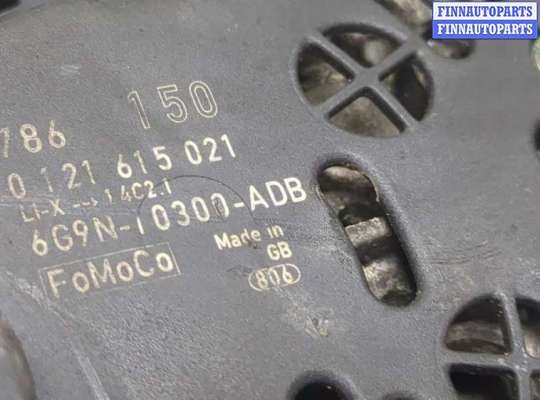 FINNAUTOPARTS
FINNAUTOPARTS
786 150
0 121 615 021
LI-X --> 14C2.1
6G9N-10300-ADB
FoMoCo
Made in
GB
806